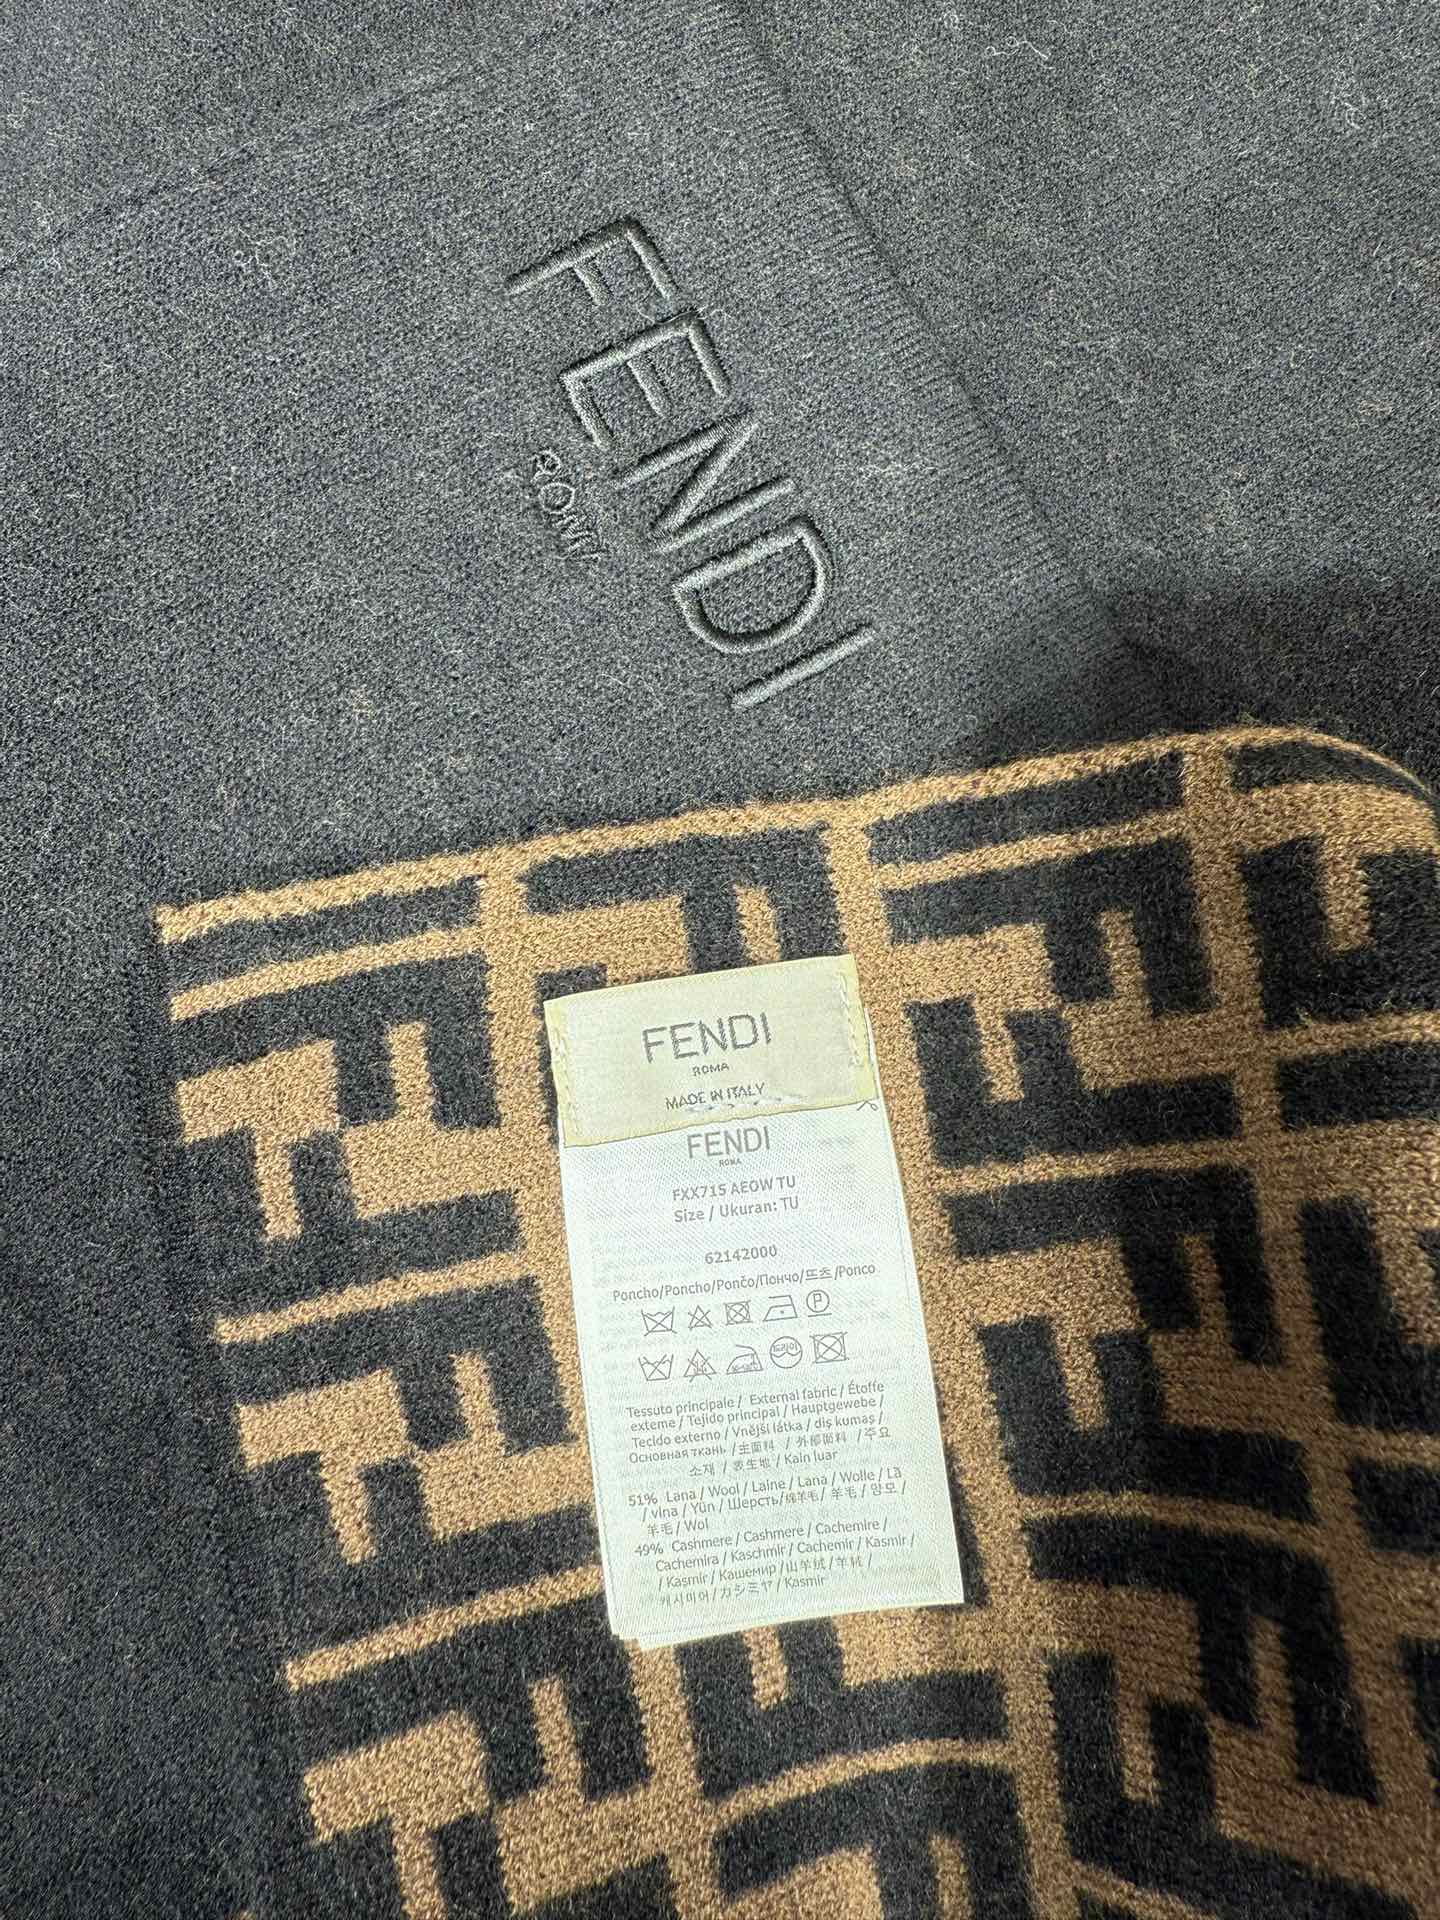 FENDI
ROMA
FENDI
ROMA
MADE IN ITALY
FENDI
ROMA
FXX715 AEOW TU
Size / Ukuran: TU
62142000
Poncho/Poncho/Pončo/Пончо/판초/Ponco
P
Tessuto principale / External fabric / Étoffe
externe / Tejido principal / Hauptgewebe /
Tecido externo / Vnější látka / dış kumaş /
Основная ткань /主面料 / 外部面料 /주요
소재 / 表生地 / Kain luar
51% Lana / Wool / Laine / Lana / Wolle / Lã
/ vlna / Yün / Шерсть/绵羊毛/ 羊毛 / 양모 /
羊毛 / Wol
49% Cashmere / Cashmere / Cachemire /
Cachemira / Kaschmir / Cachemir / Kasmir /
/ Kaşmir / Кашемир /山羊绒 /羊絨 /
캐시미어 / カシミヤ / Kasmir